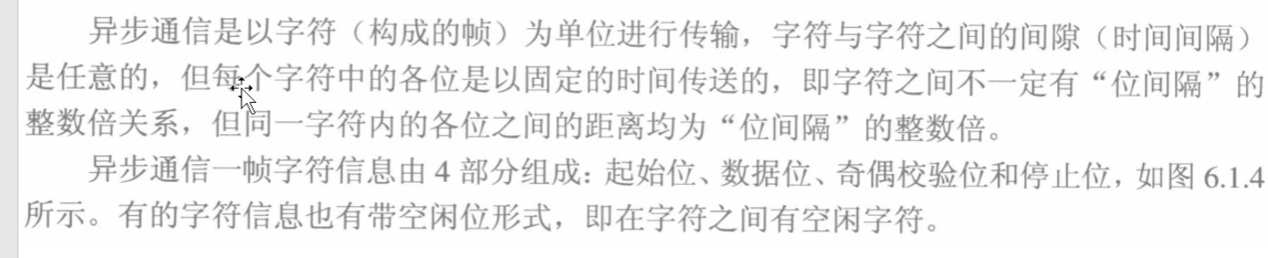 异步通信是以字符（构成的帧）为单位进行传输，字符与字符之间的间隙（时间间隔）
是任意的，但每个字符中的各位是以固定的时间传送的，即字符之间不一定有“位间隔”的
整数倍关系，但同一字符内的各位之间的距离均为“位间隔”的整数倍。
异步通信一帧字符信息由 4 部分组成：起始位、数据位、奇偶校验位和停止位，如图 6.1.4
所示。有的字符信息也有带空闲位形式，即在字符之间有空闲字符。